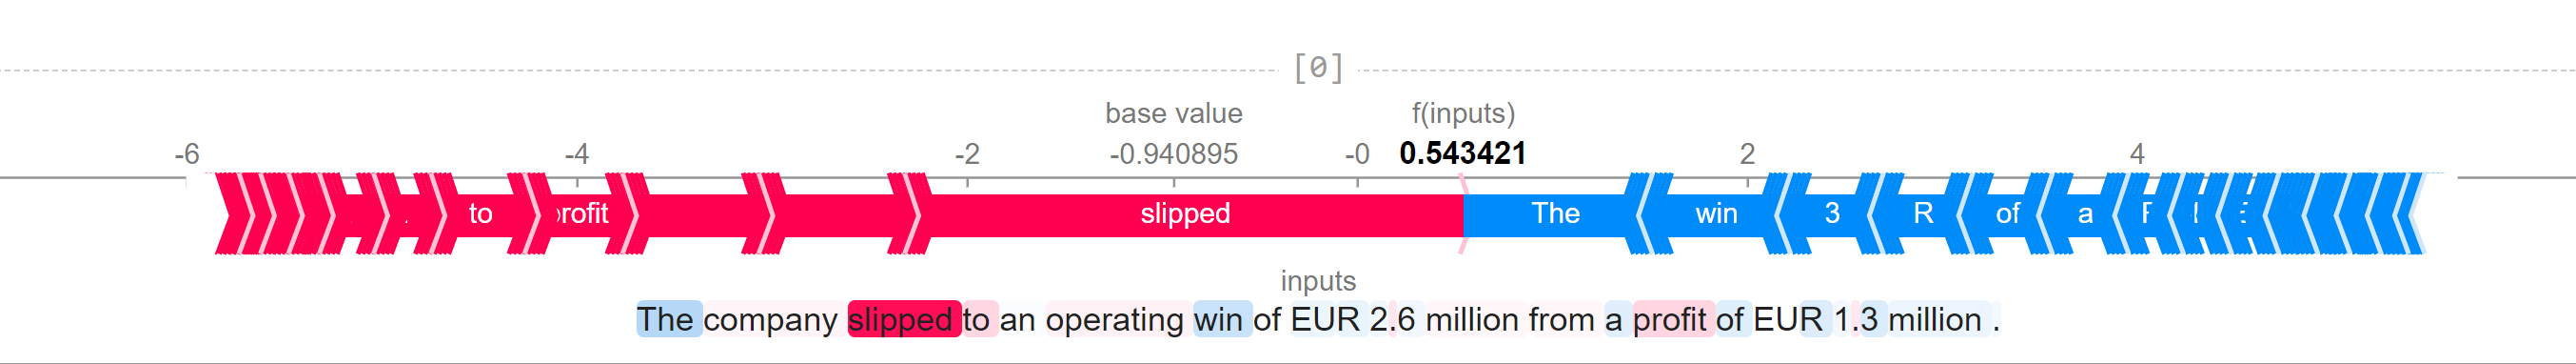 [0]
base value f(inputs)
-6 -4 -2 -0.940895 -0 0.543421 2 4
to rofit slipped The win 3 R of a
inputs
The company slipped to an operating win of EUR 2.6 million from a profit of EUR 1.3 million .